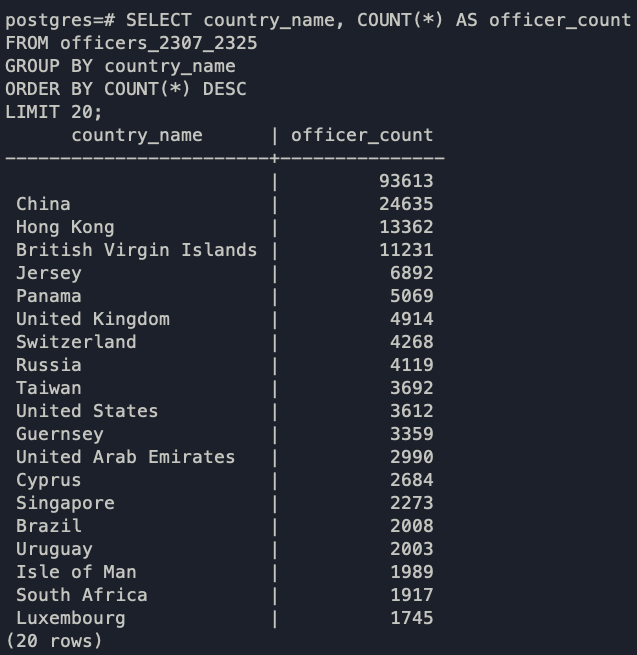 postgres=# SELECT country_name, COUNT(*) AS officer_count
FROM officers_2307_2325
GROUP BY country_name
ORDER BY COUNT(*) DESC
LIMIT 20;
      country_name      | officer_count
------------------------+---------------
                        |         93613
 China                  |         24635
 Hong Kong              |         13362
 British Virgin Islands |         11231
 Jersey                 |          6892
 Panama                 |          5069
 United Kingdom         |          4914
 Switzerland            |          4268
 Russia                 |          4119
 Taiwan                 |          3692
 United States          |          3612
 Guernsey               |          3359
 United Arab Emirates   |          2990
 Cyprus                 |          2684
 Singapore              |          2273
 Brazil                 |          2008
 Uruguay                |          2003
 Isle of Man            |          1989
 South Africa           |          1917
 Luxembourg             |          1745
(20 rows)